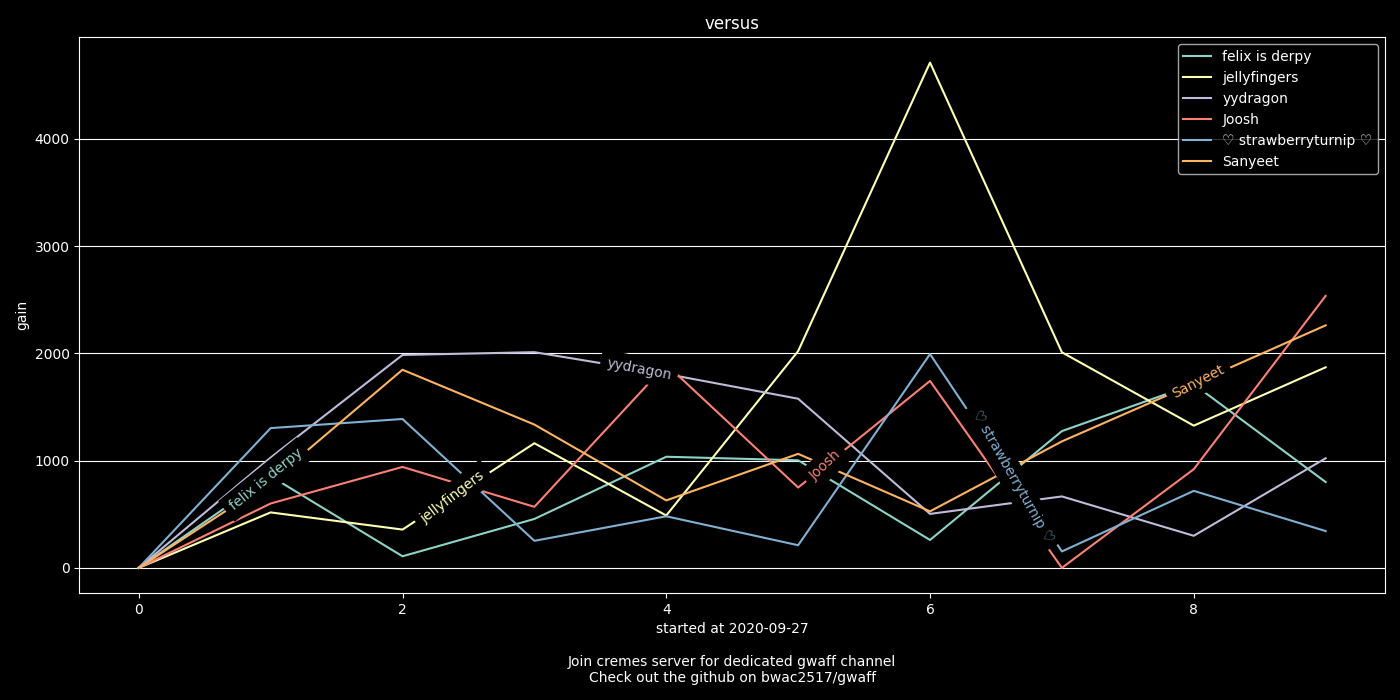 versus
felix is derpy
jellyfingers
yydragon
Joosh
♡ strawberryturnip ♡
Sanyeet
4000
3000
2000
1000
0
gain
yydragon
Sanyeet
♡ strawberryturnip ♡
felix is derpy
Joosh
jellyfingers
0 2 4 6 8
started at 2020-09-27
Join cremes server for dedicated gwaff channel
Check out the github on bwac2517/gwaff